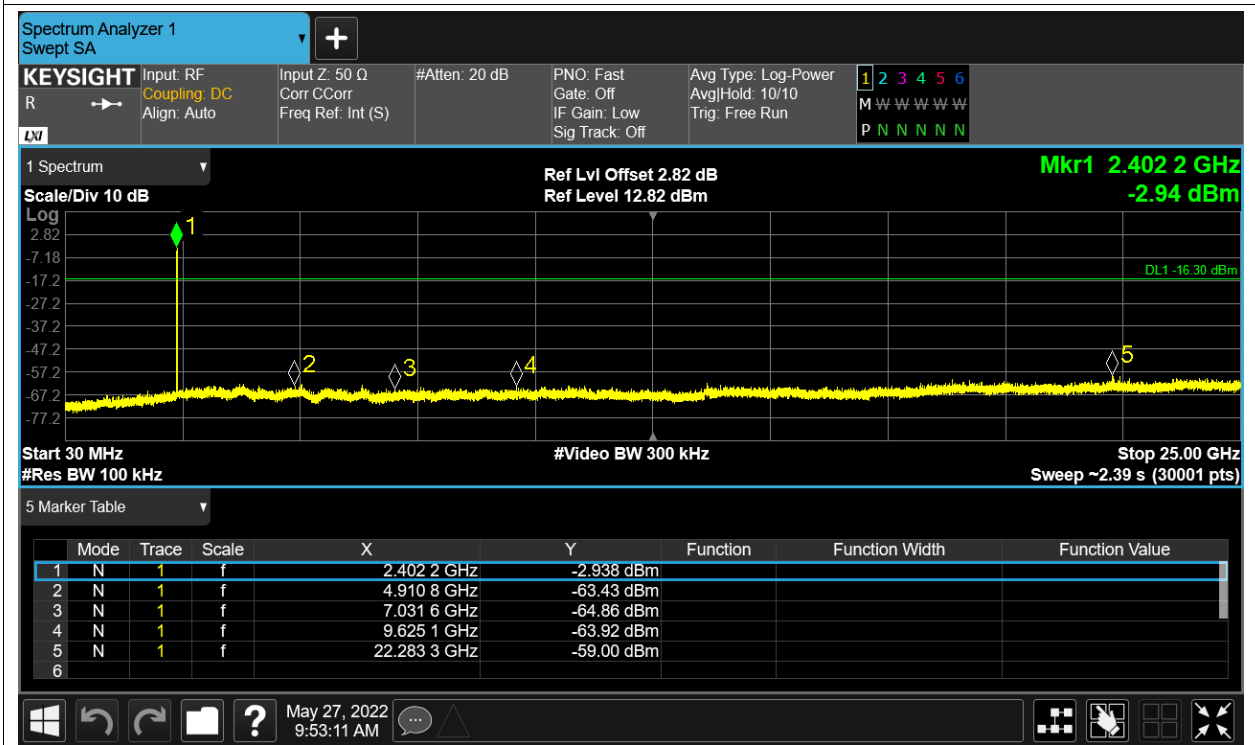 Spectrum Analyzer 1
Swept SA
KEYSIGHT
R
LXI
Input: RF
Coupling: DC
Align: Auto
Input Z: 50 Ω
Corr CCorr
Freq Ref: Int (S)
#Atten: 20 dB
PNO: Fast
Gate: Off
IF Gain: Low
Sig Track: Off
Avg Type: Log-Power
Avg|Hold: 10/10
Trig: Free Run
1 2 3 4 5 6
M W W W W W
P N N N N N
1 Spectrum
Scale/Div 10 dB
Ref Lvl Offset 2.82 dB
Ref Level 12.82 dBm
Mkr1 2.402 2 GHz
-2.94 dBm
Log
2.82
-7.18
-17.2
-27.2
-37.2
-47.2
-57.2
-67.2
-77.2
1
2
3
4
5
DL1 -16.30 dBm
Start 30 MHz
#Video BW 300 kHz
Stop 25.00 GHz
#Res BW 100 kHz
Sweep ~2.39 s (30001 pts)
5 Marker Table
Mode Trace Scale X Y Function Function Width Function Value
1 N 1 f 2.402 2 GHz -2.938 dBm
2 N 1 f 4.910 8 GHz -63.43 dBm
3 N 1 f 7.031 6 GHz -64.86 dBm
4 N 1 f 9.625 1 GHz -63.92 dBm
5 N 1 f 22.283 3 GHz -59.00 dBm
6
?
May 27, 2022
9:53:11 AM